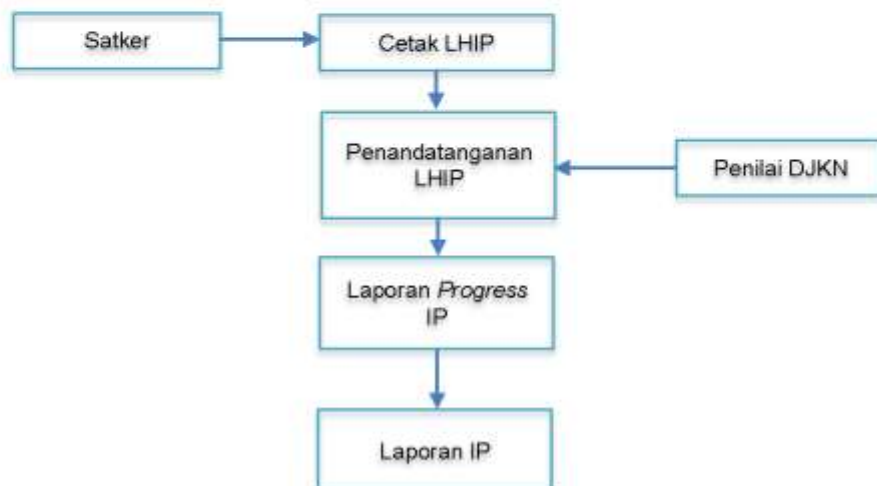 Satker
Cetak LHIP
Penandatanganan
LHIP
Penilai DJKN
Laporan Progress
IP
Laporan IP